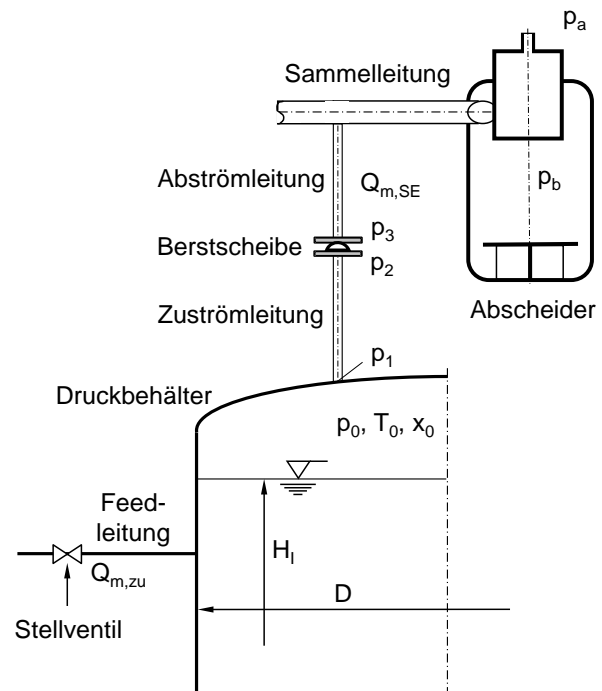 pa
Sammelleitung
Abströmleitung
Qm,SE
pb
Berstscheibe
p3
p2
Abscheider
Zuströmleitung
p1
Druckbehälter
p0, T0, x0
Feed-
leitung
Hl
Qm,zu
D
Stellventil